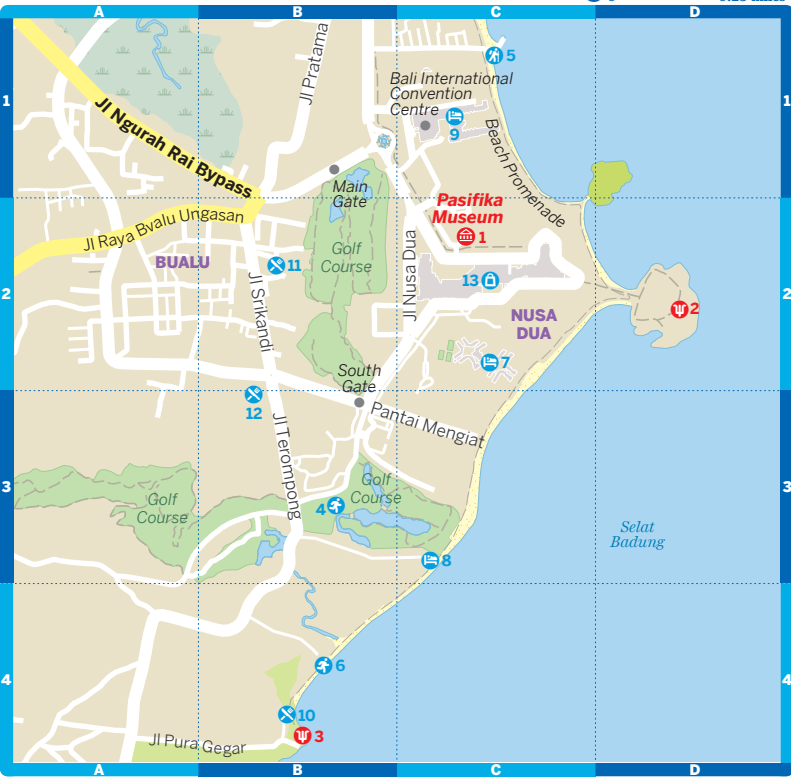 A
B
C
D
1
1
2
2
3
3
4
4
A
B
C
D
Jl Pratama
5
Bali International
Convention
Centre
9
Jl Ngurah Rai Bypass
Beach Promenade
Main
Gate
Pasifika
Museum
1
Jl Raya Bvalu Ungasan
BUALU
11
Golf
Course
Jl Nusa Dua
13
2
Jl Srikandi
NUSA
DUA
7
South
Gate
12
Pantai Mengiat
Jl Terompong
Golf
Course
Golf
Course
4
Selat
Badung
8
6
10
3
Jl Pura Gegar